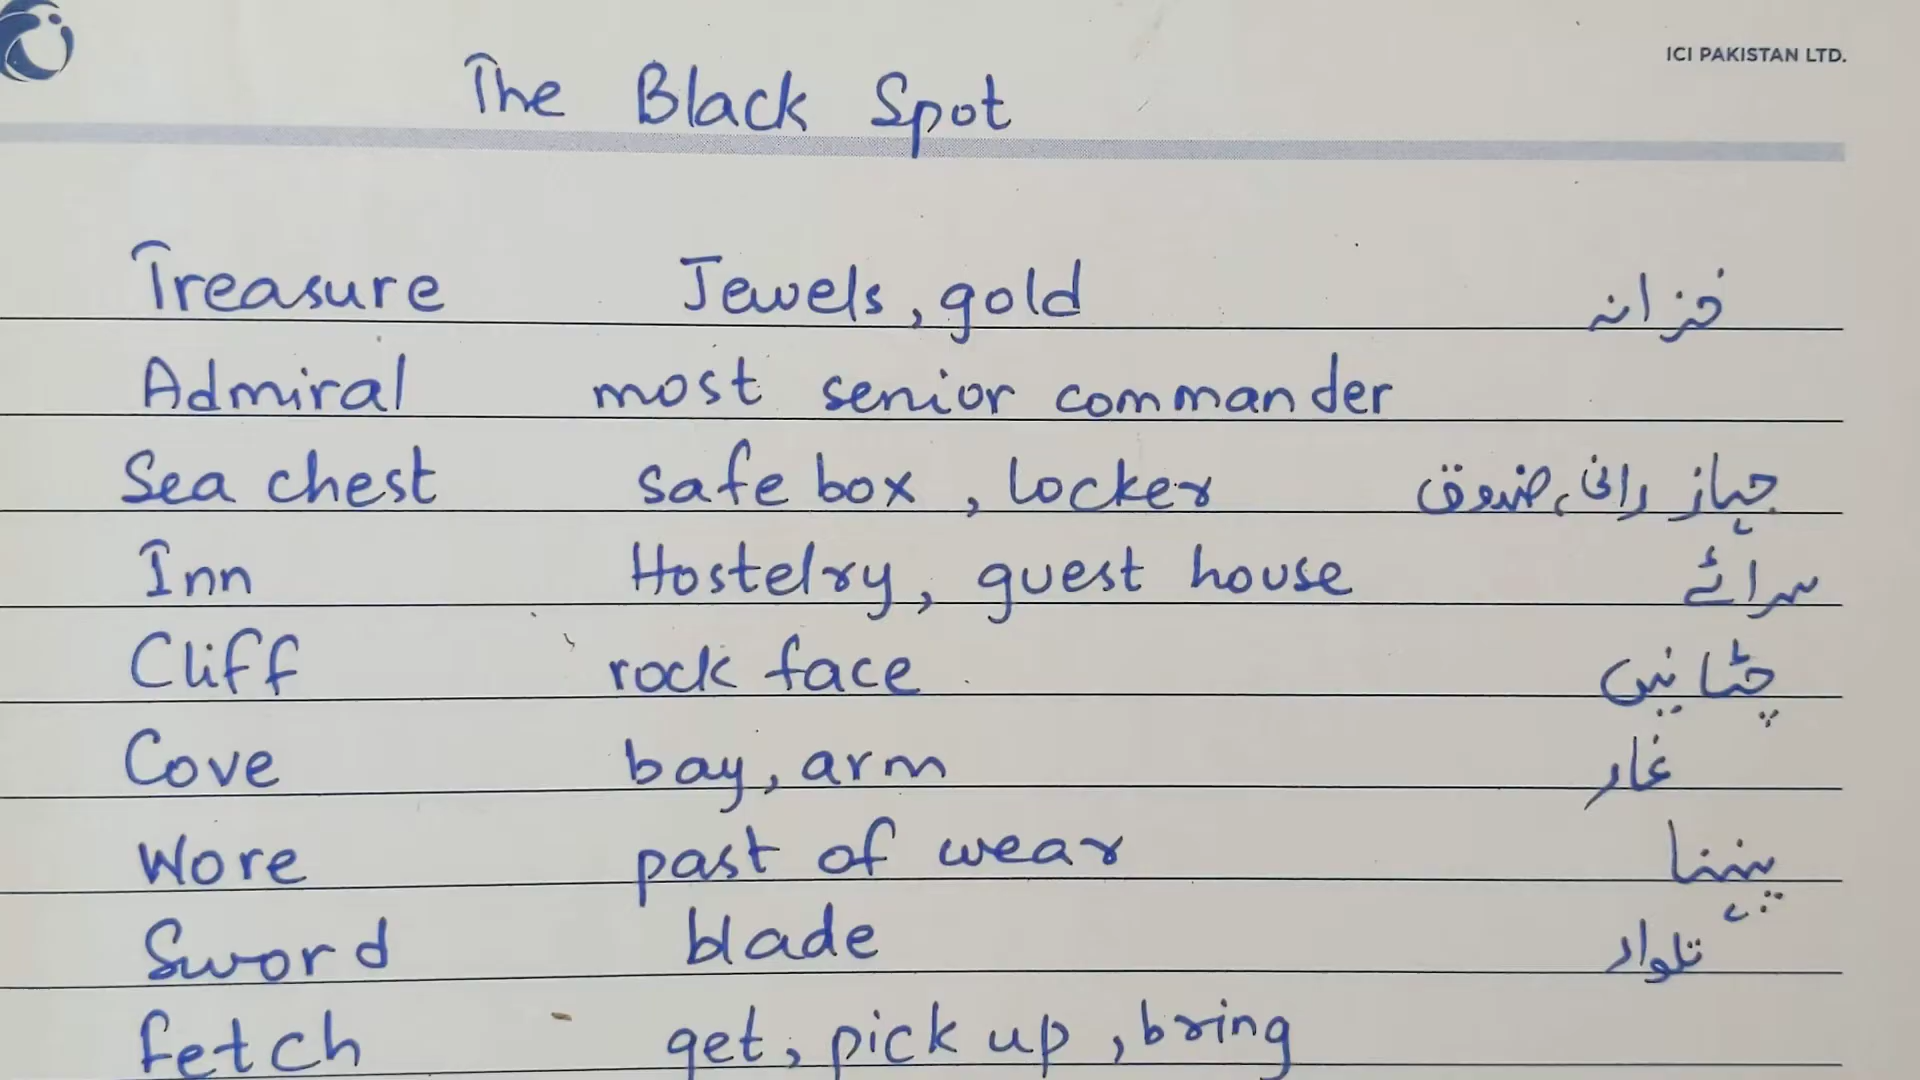 ICI PAKISTAN LTD.
The Black Spot
Treasure Jewels, gold خزانہ
Admiral most senior commander
Sea chest safe box, locker جہاز رانی، صندوق
Inn Hostelry, guest house سرائے
Cliff rock face چٹانیں
Cove bay, arm غار
Wore past of wear پہننا
Sword blade تلوار
fetch get, pick up, bring